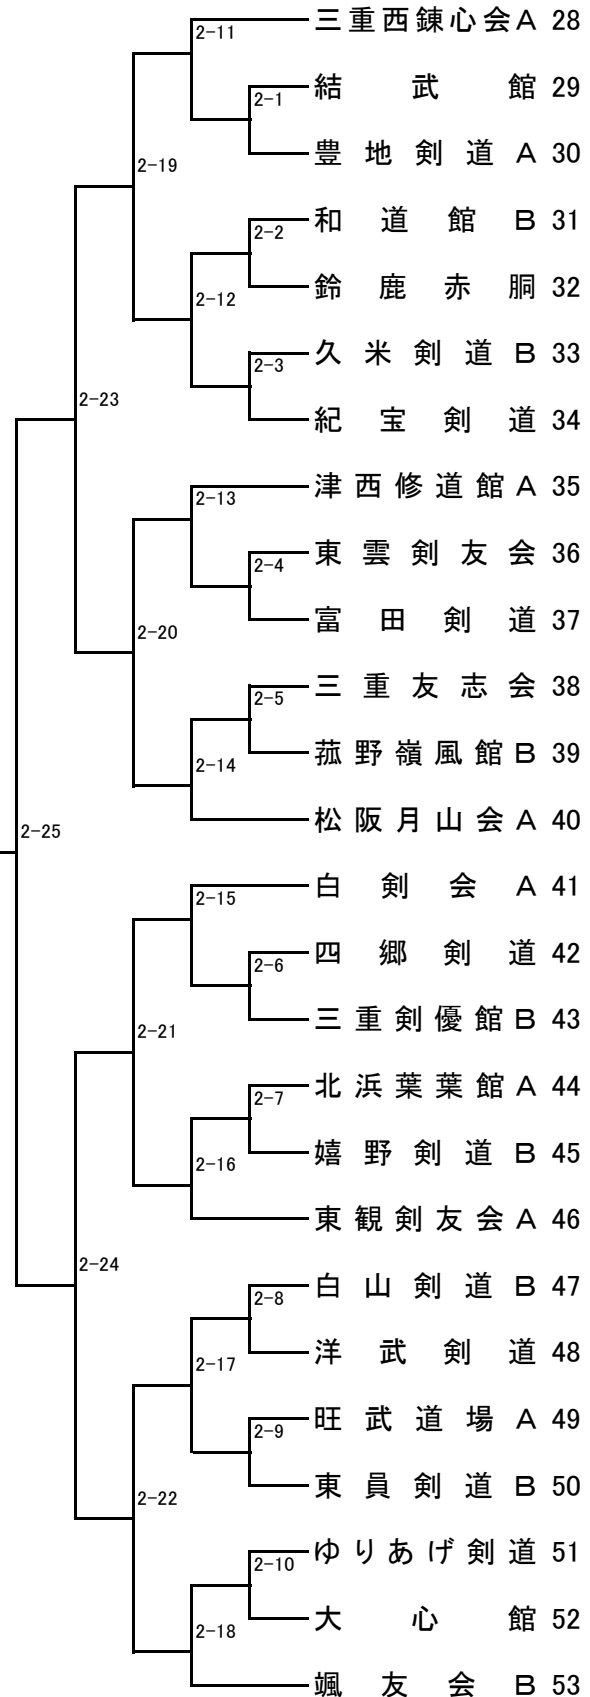 三重西錬心会A 28
2-11
結武館 29
2-1
豊地剣道A 30
2-19
和道館B 31
2-2
鈴鹿赤胴 32
2-12
久米剣道B 33
2-3
2-23
紀宝剣道 34
津西修道館A 35
2-13
東雲剣友会 36
2-4
富田剣道 37
2-20
三重友志会 38
2-5
菰野嶺風館B 39
2-14
松阪月山会A 40
2-25
白剣会A 41
2-15
四郷剣道 42
2-6
三重剣優館B 43
2-21
北浜葉葉館A 44
2-7
嬉野剣道B 45
2-16
東観剣友会A 46
2-24
白山剣道B 47
2-8
洋武剣道 48
2-17
旺武道場A 49
2-9
東員剣道B 50
2-22
ゆりあげ剣道 51
2-10
大心館 52
2-18
颯友会B 53